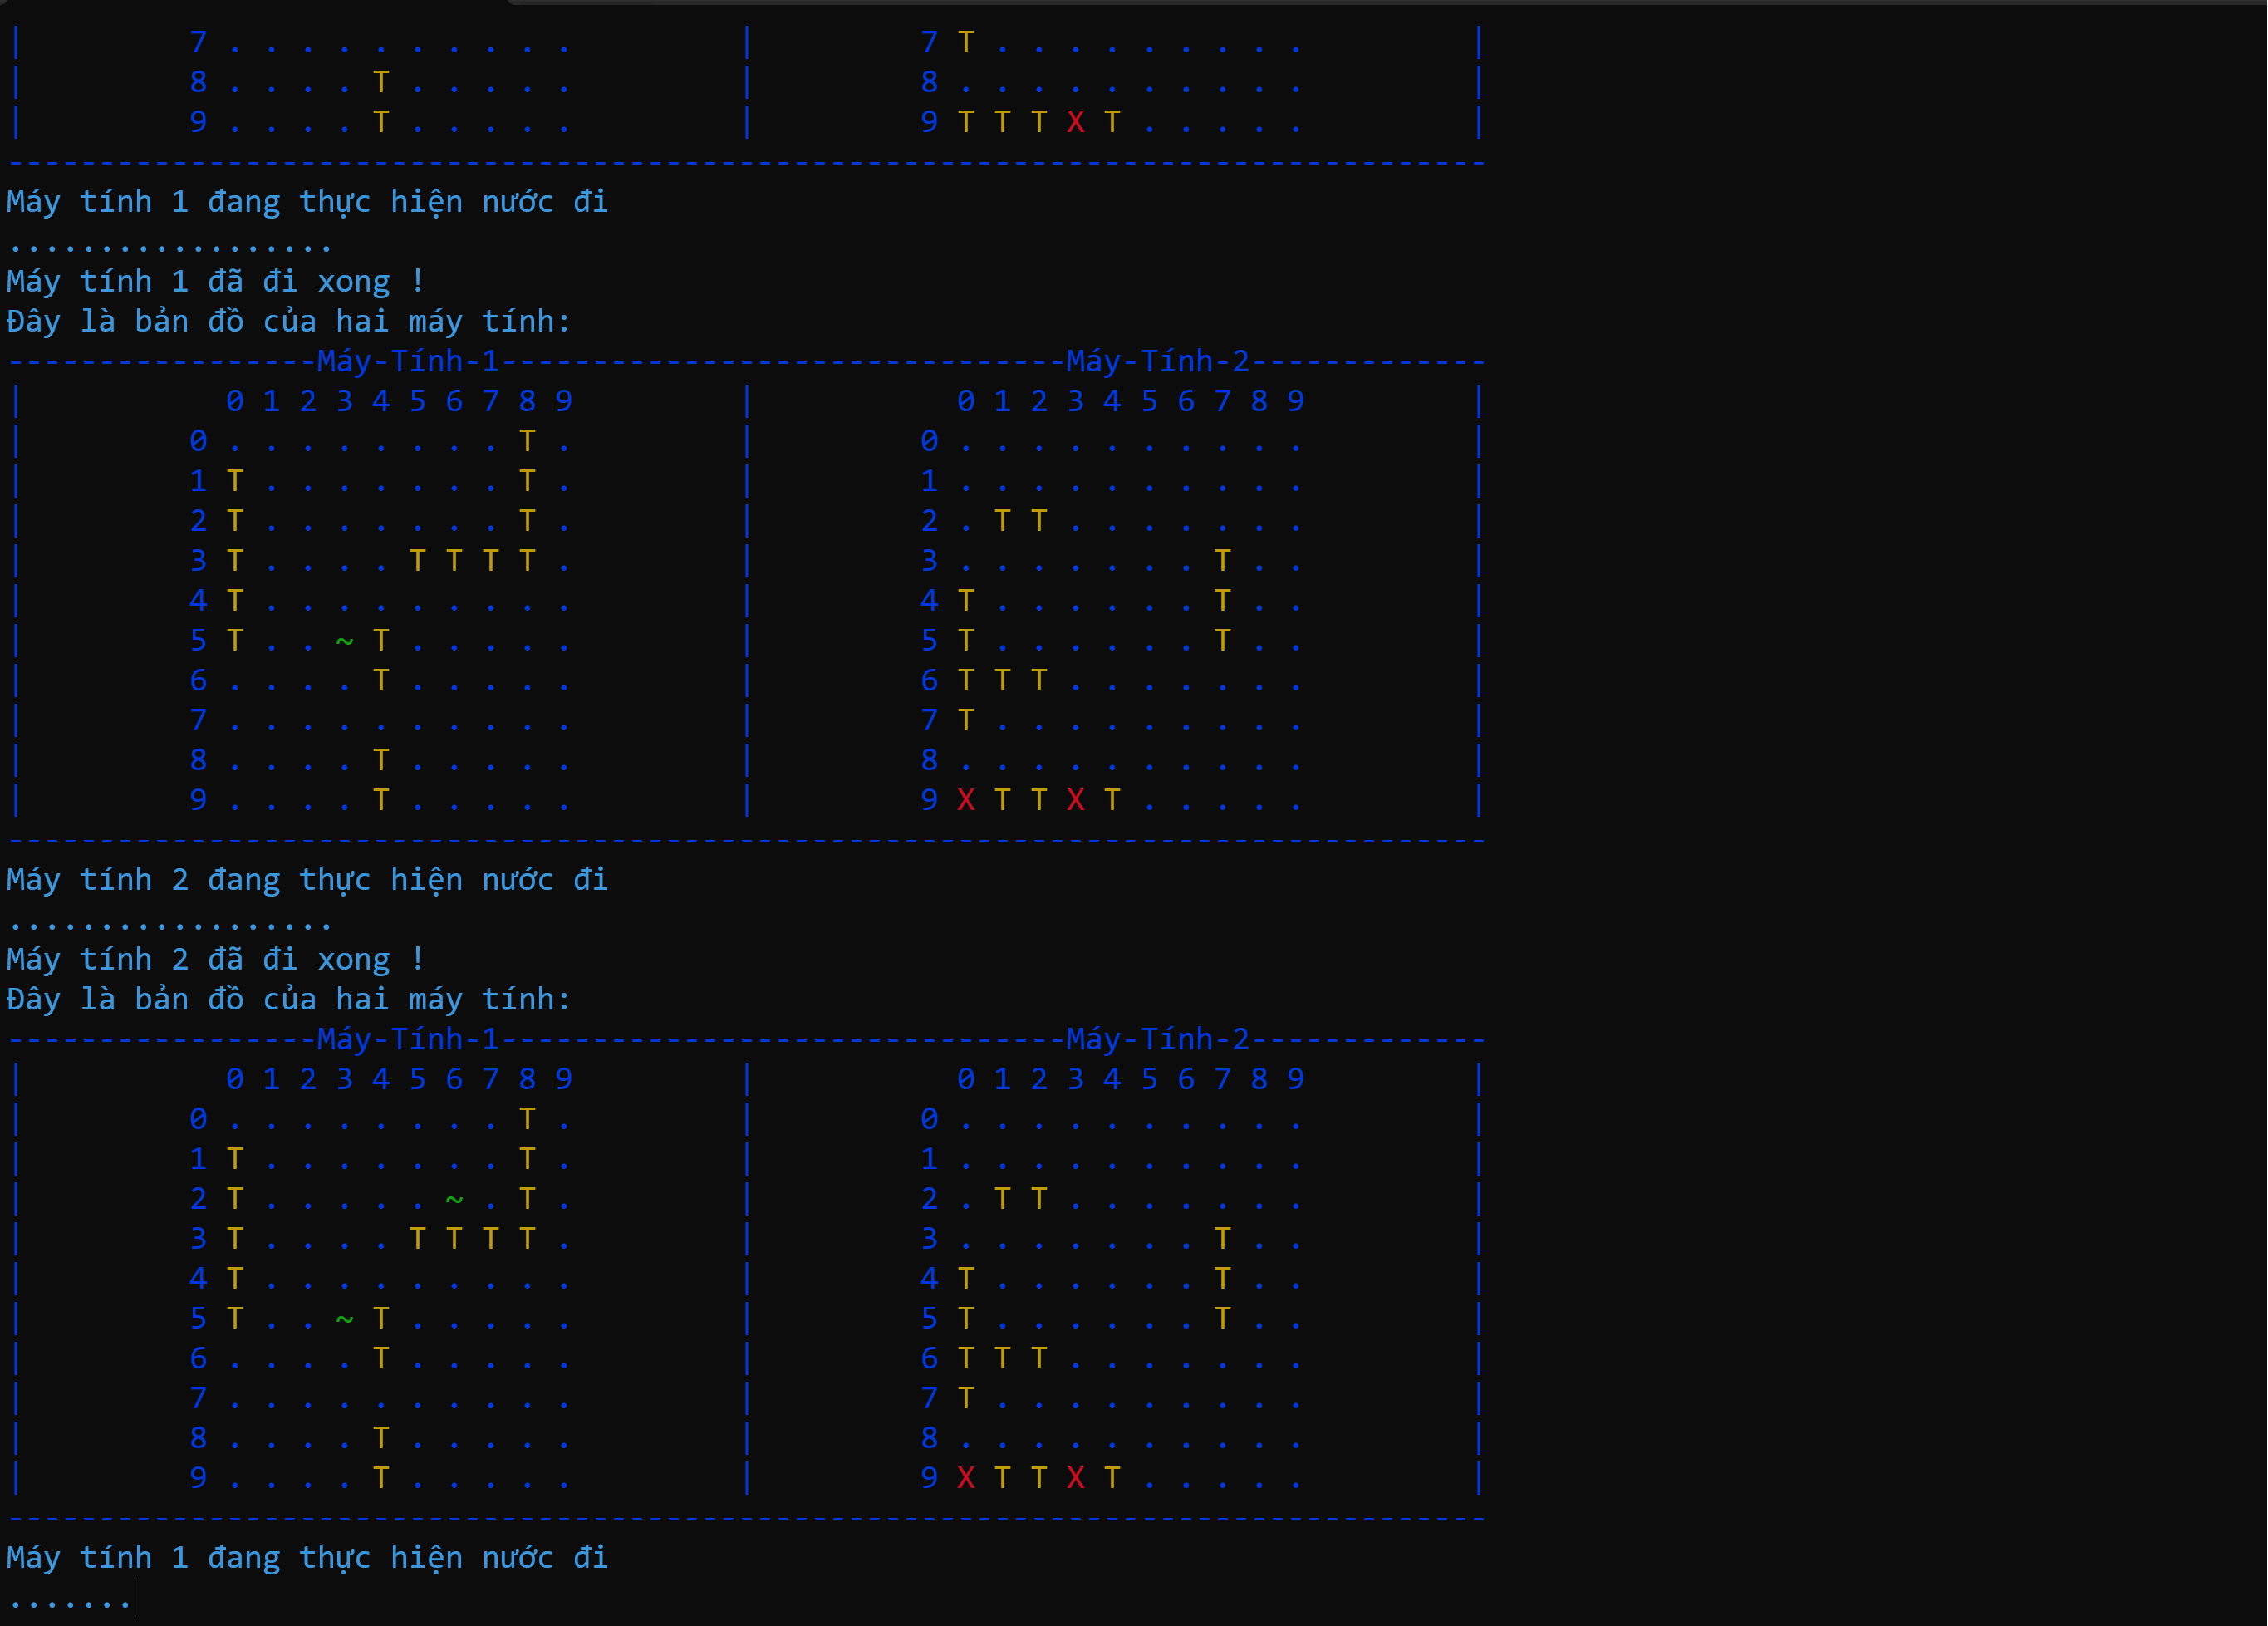 | 7 . . . . . . . . . . | 7 T . . . . . . . . . |
| 8 . . . . T . . . . . | 8 . . . . . . . . . . |
| 9 . . . . T . . . . . | 9 T T T X T . . . . . |
---------------------------------------------------------------------------------
Máy tính 1 đang thực hiện nước đi
..................
Máy tính 1 đã đi xong !
Đây là bản đồ của hai máy tính:
-----------------Máy-Tính-1-------------------------------Máy-Tính-2-------------
| 0 1 2 3 4 5 6 7 8 9 | 0 1 2 3 4 5 6 7 8 9 |
| 0 . . . . . . . . T . | 0 . . . . . . . . . . |
| 1 T . . . . . . . T . | 1 . . . . . . . . . . |
| 2 T . . . . . . . T . | 2 . T T . . . . . . . |
| 3 T . . . . T T T T . | 3 . . . . . . . T . . |
| 4 T . . . . . . . . . | 4 T . . . . . . T . . |
| 5 T . . ~ T . . . . . | 5 T . . . . . . T . . |
| 6 . . . . T . . . . . | 6 T T T . . . . . . . |
| 7 . . . . . . . . . . | 7 T . . . . . . . . . |
| 8 . . . . T . . . . . | 8 . . . . . . . . . . |
| 9 . . . . T . . . . . | 9 X T T X T . . . . . |
---------------------------------------------------------------------------------
Máy tính 2 đang thực hiện nước đi
..................
Máy tính 2 đã đi xong !
Đây là bản đồ của hai máy tính:
-----------------Máy-Tính-1-------------------------------Máy-Tính-2-------------
| 0 1 2 3 4 5 6 7 8 9 | 0 1 2 3 4 5 6 7 8 9 |
| 0 . . . . . . . . T . | 0 . . . . . . . . . . |
| 1 T . . . . . . . T . | 1 . . . . . . . . . . |
| 2 T . . . . . ~ . T . | 2 . T T . . . . . . . |
| 3 T . . . . T T T T . | 3 . . . . . . . T . . |
| 4 T . . . . . . . . . | 4 T . . . . . . T . . |
| 5 T . . ~ T . . . . . | 5 T . . . . . . T . . |
| 6 . . . . T . . . . . | 6 T T T . . . . . . . |
| 7 . . . . . . . . . . | 7 T . . . . . . . . . |
| 8 . . . . T . . . . . | 8 . . . . . . . . . . |
| 9 . . . . T . . . . . | 9 X T T X T . . . . . |
---------------------------------------------------------------------------------
Máy tính 1 đang thực hiện nước đi
.......